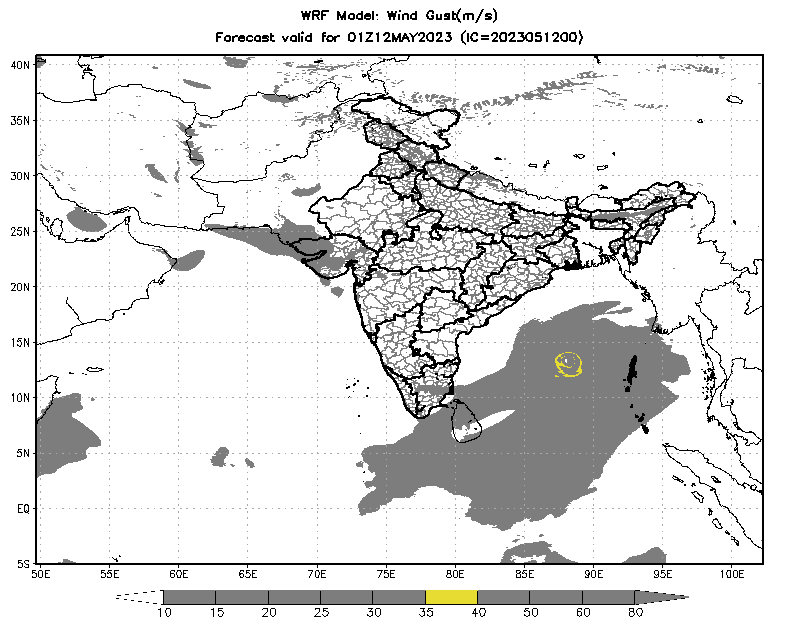 WRF Model: Wind Gust(m/s)
Forecast valid for 01Z12MAY2023 (IC=2023051200)
40N
35N
30N
25N
20N
15N
10N
5N
EQ
5S
50E 55E 60E 65E 70E 75E 80E 85E 90E 95E 100E
10 15 20 25 30 35 40 50 60 80